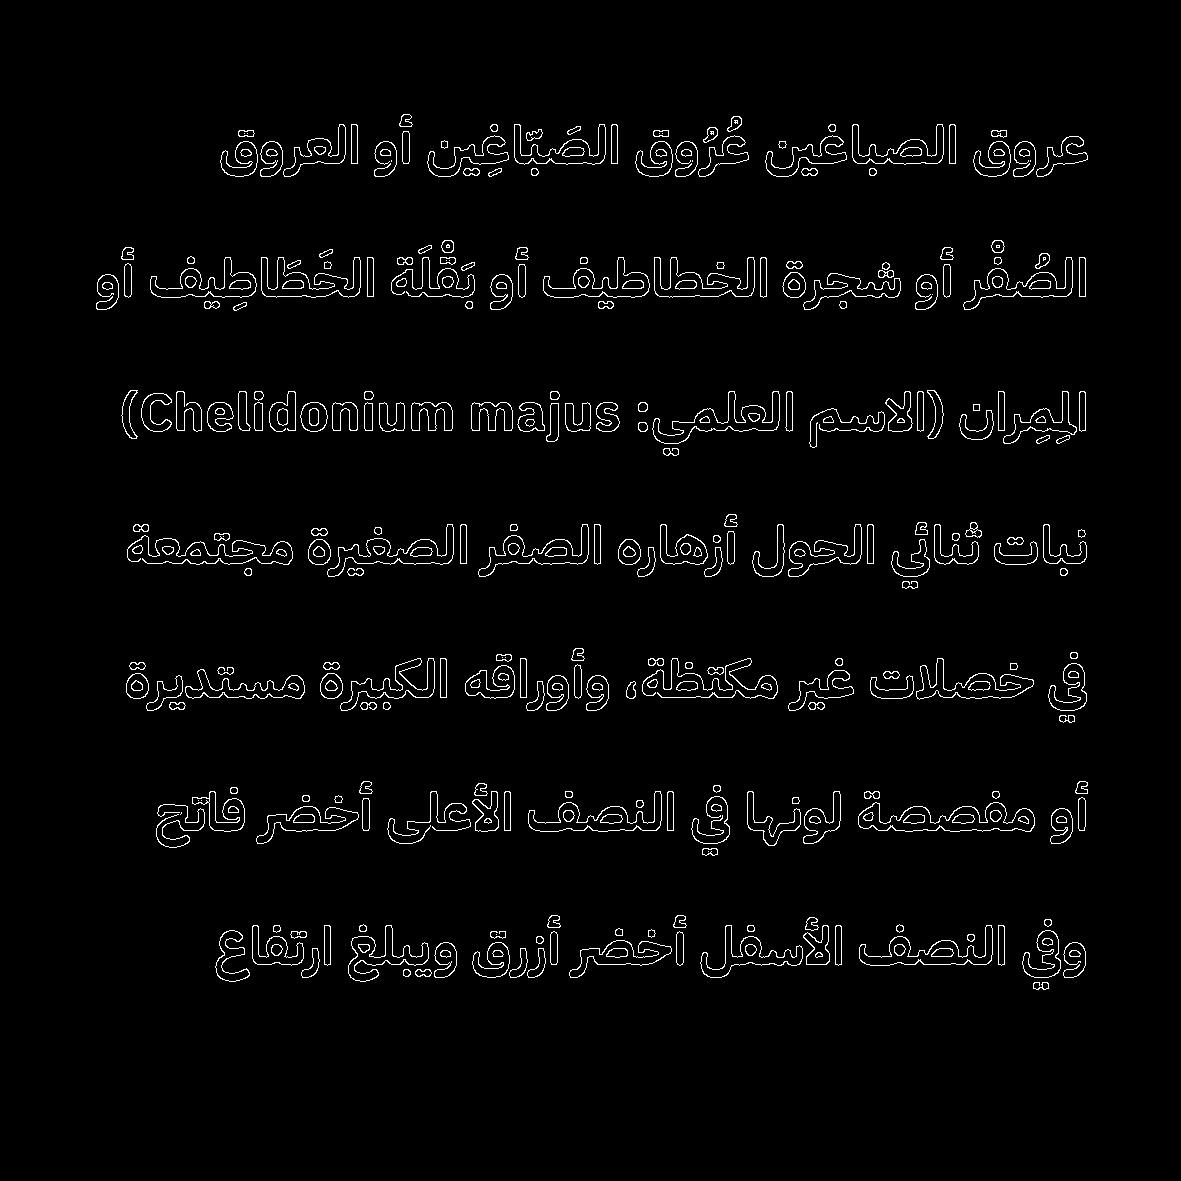 عروق الصباغين عُرُوق الصَبّاغِين أو العروق
الصُفْر أو شجرة الخطاطيف أو بَقْلَة الخَطَاطِيف أو
المِمِران (الاسم العلمي: Chelidonium majus)
نبات ثنائي الحول أزهاره الصفر الصغيرة مجتمعة
في خصلات غير مكتظة، وأوراقه الكبيرة مستديرة
أو مفصصة لونها في النصف الأعلى أخضر فاتح
وفي النصف الأسفل أخضر أزرق ويبلغ ارتفاع